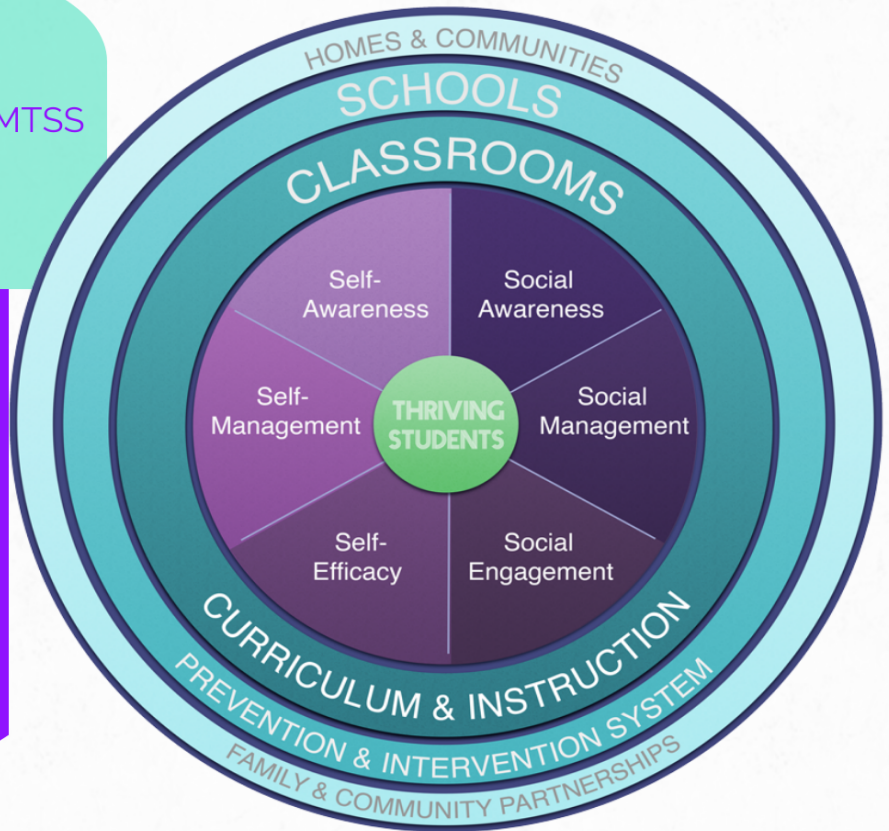 MTSS
HOMES & COMMUNITIES
SCHOOLS
CLASSROOMS
Self-
Awareness
Social
Awareness
Self-
Management
THRIVING
STUDENTS
Social
Management
Self-
Efficacy
Social
Engagement
CURRICULUM & INSTRUCTION
PREVENTION & INTERVENTION SYSTEM
FAMILY & COMMUNITY PARTNERSHIPS